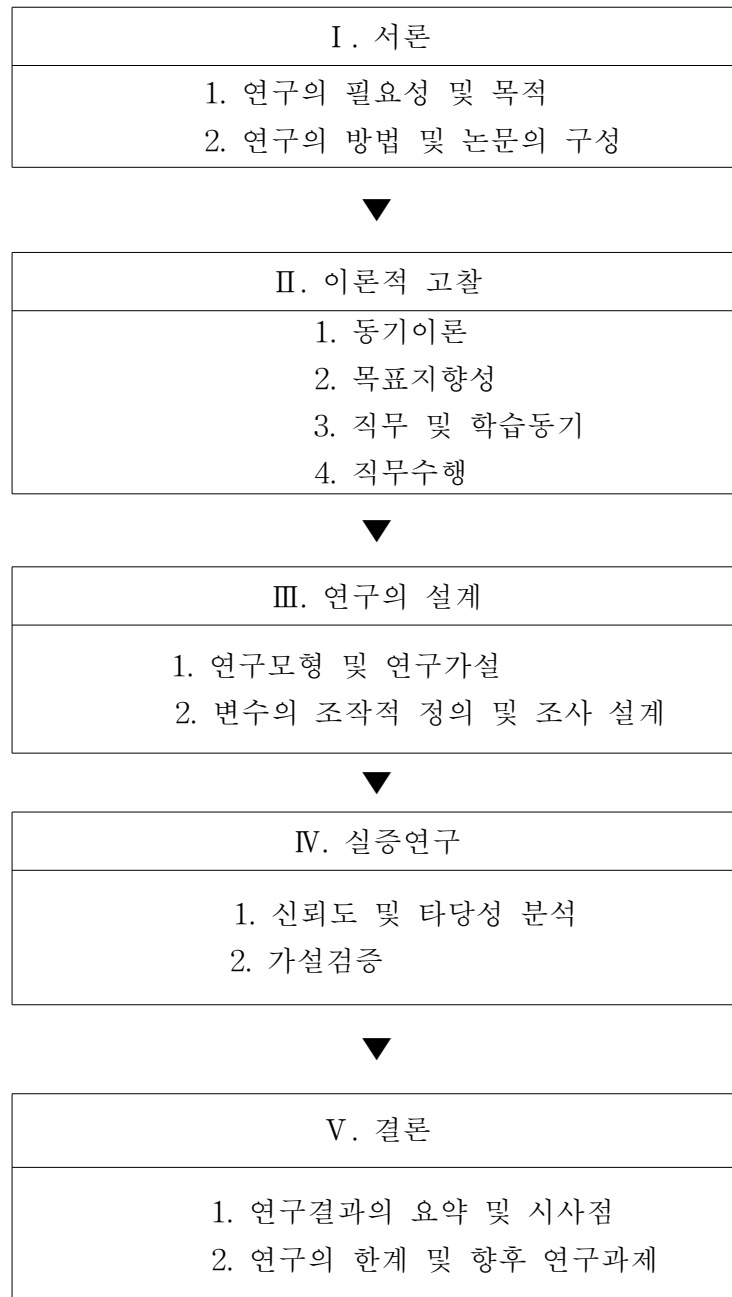 Ⅰ. 서론
1. 연구의 필요성 및 목적
2. 연구의 방법 및 논문의 구성
▼
Ⅱ. 이론적 고찰
1. 동기이론
2. 목표지향성
3. 직무 및 학습동기
4. 직무수행
▼
Ⅲ. 연구의 설계
1. 연구모형 및 연구가설
2. 변수의 조작적 정의 및 조사 설계
▼
Ⅳ. 실증연구
1. 신뢰도 및 타당성 분석
2. 가설검증
▼
Ⅴ. 결론
1. 연구결과의 요약 및 시사점
2. 연구의 한계 및 향후 연구과제